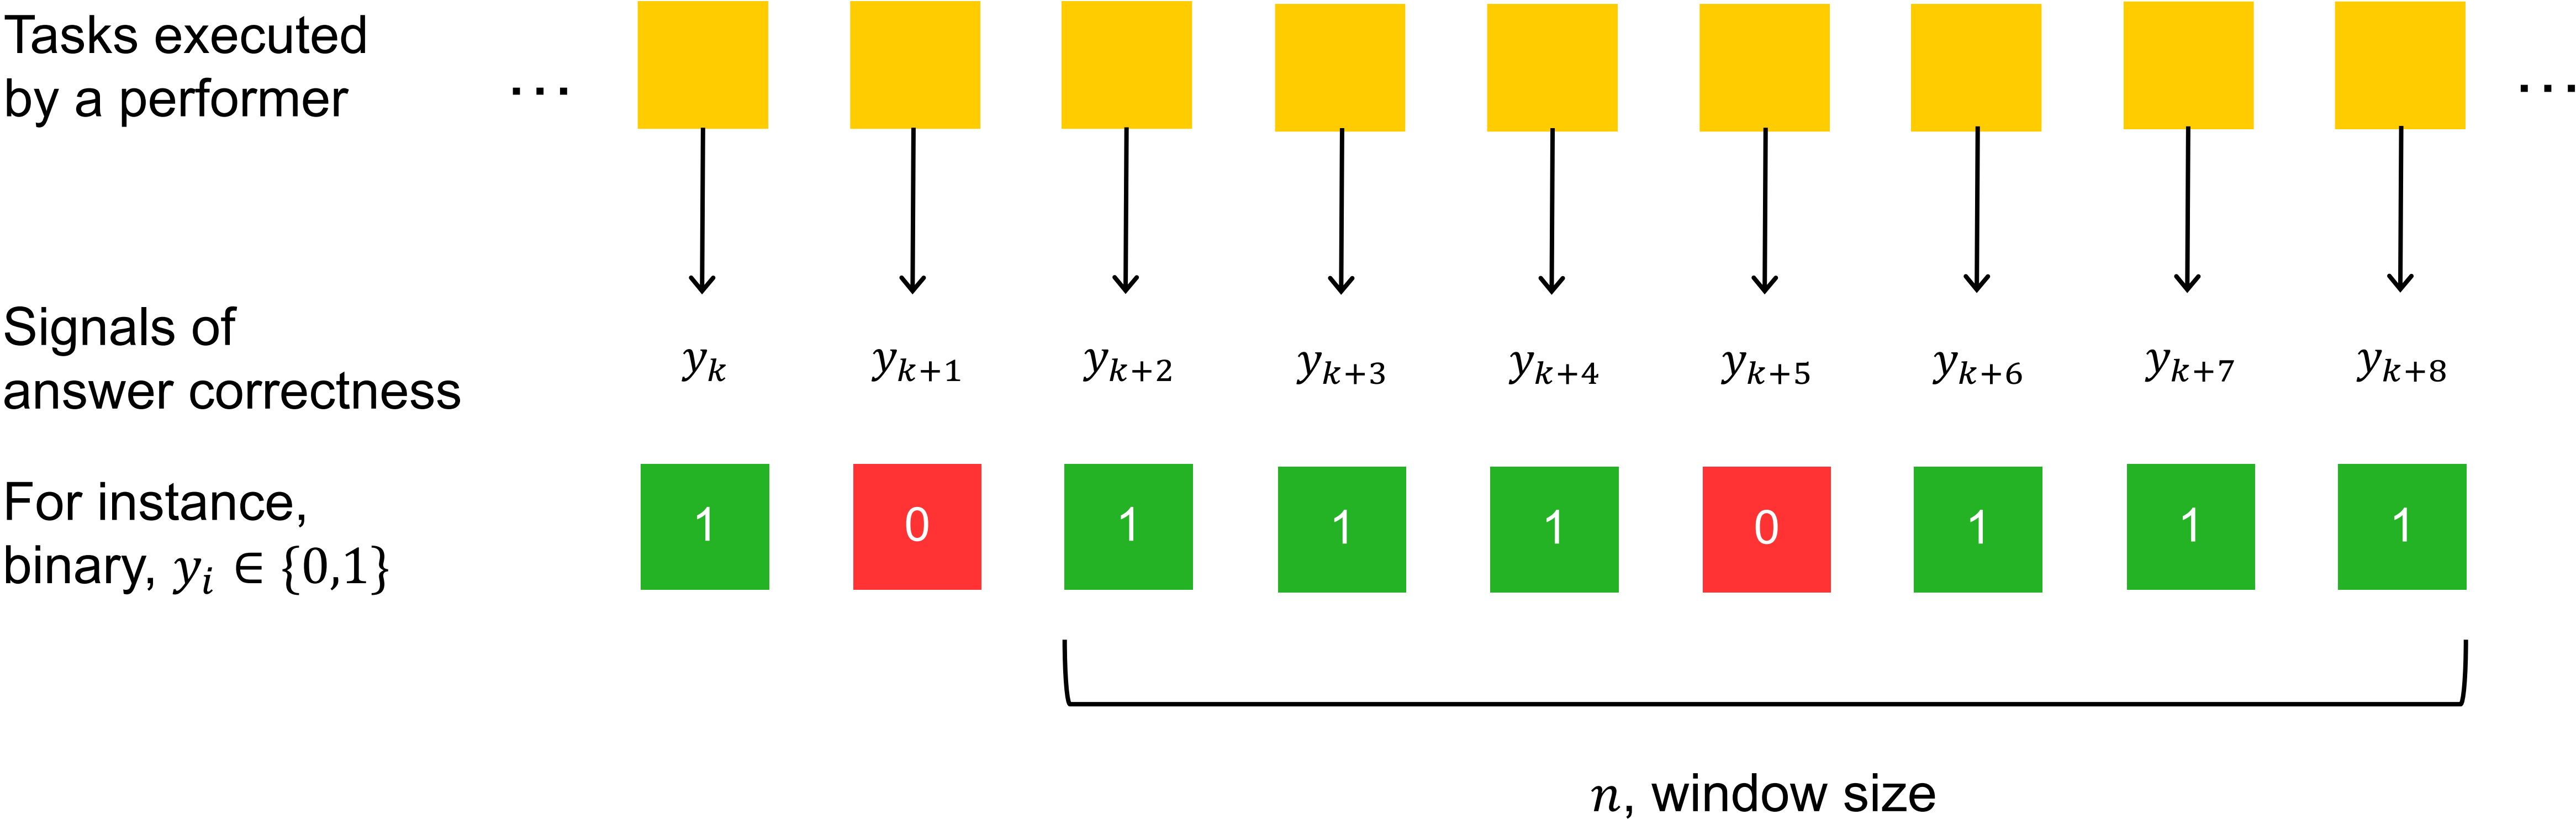 Tasks executed
by a performer
... ...
Signals of
answer correctness
y_k y_{k+1} y_{k+2} y_{k+3} y_{k+4} y_{k+5} y_{k+6} y_{k+7} y_{k+8}
For instance,
binary, y_i ∈ {0,1}
1 0 1 1 1 0 1 1 1
n, window size